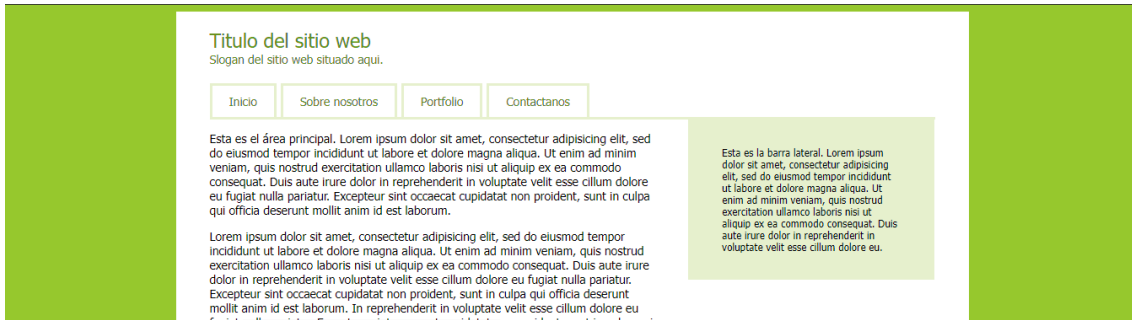 Titulo del sitio web
Slogan del sitio web situado aqui.
Inicio
Sobre nosotros
Portfolio
Contactanos
Esta es el área principal. Lorem ipsum dolor sit amet, consectetur adipisicing elit, sed
do eiusmod tempor incididunt ut labore et dolore magna aliqua. Ut enim ad minim
veniam, quis nostrud exercitation ullamco laboris nisi ut aliquip ex ea commodo
consequat. Duis aute irure dolor in reprehenderit in voluptate velit esse cillum dolore
eu fugiat nulla pariatur. Excepteur sint occaecat cupidatat non proident, sunt in culpa
qui officia deserunt mollit anim id est laborum.
Lorem ipsum dolor sit amet, consectetur adipisicing elit, sed do eiusmod tempor
incididunt ut labore et dolore magna aliqua. Ut enim ad minim veniam, quis nostrud
exercitation ullamco laboris nisi ut aliquip ex ea commodo consequat. Duis aute irure
dolor in reprehenderit in voluptate velit esse cillum dolore eu fugiat nulla pariatur.
Excepteur sint occaecat cupidatat non proident, sunt in culpa qui officia deserunt
mollit anim id est laborum. In reprehenderit in voluptate velit esse cillum dolore eu
Esta es la barra lateral. Lorem ipsum
dolor sit amet, consectetur adipisicing
elit, sed do eiusmod tempor incididunt
ut labore et dolore magna aliqua. Ut
enim ad minim veniam, quis nostrud
exercitation ullamco laboris nisi ut
aliquip ex ea commodo consequat. Duis
aute irure dolor in reprehenderit in
voluptate velit esse cillum dolore eu.